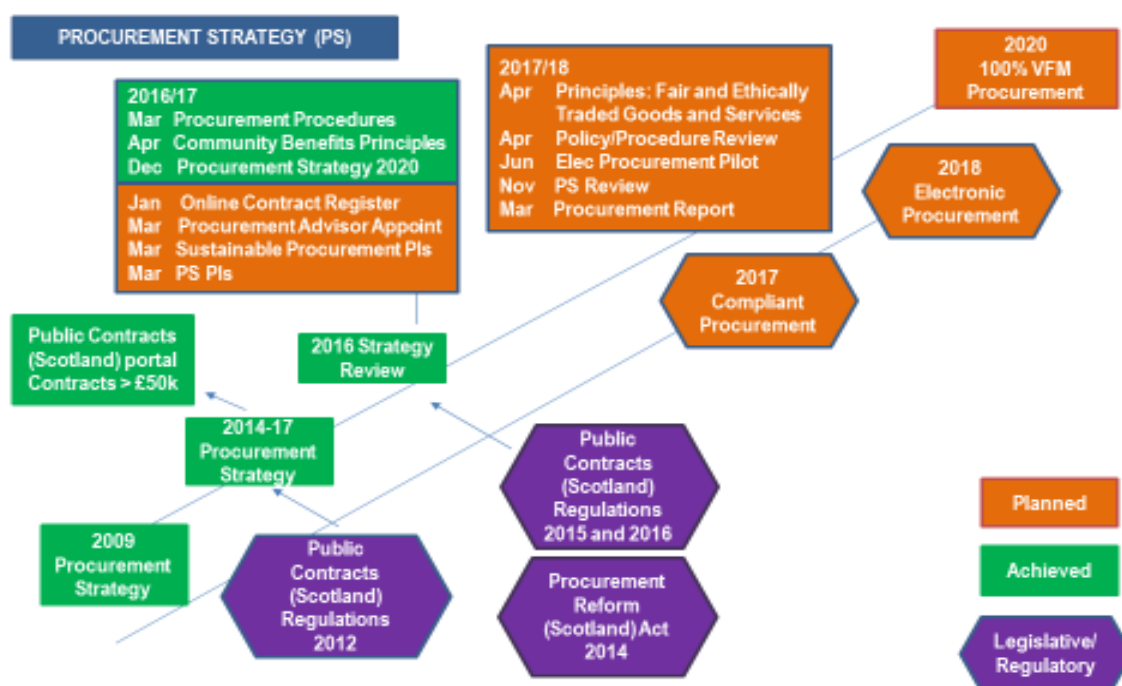 PROCUREMENT STRATEGY (PS)
2016/17
Mar Procurement Procedures
Apr Community Benefits Principles
Dec Procurement Strategy 2020
Jan Online Contract Register
Mar Procurement Advisor Appoint
Mar Sustainable Procurement PIs
Mar PS PIs
2017/18
Apr Principles: Fair and Ethically
Traded Goods and Services
Apr Policy/Procedure Review
Jun Elec Procurement Pilot
Nov PS Review
Mar Procurement Report
2020
100% VFM
Procurement
2018
Electronic
Procurement
2017
Compliant
Procurement
Public Contracts
(Scotland) portal
Contracts > £50k
2016 Strategy
Review
2014-17
Procurement
Strategy
2009
Procurement
Strategy
Public
Contracts
(Scotland)
Regulations
2012
Public
Contracts
(Scotland)
Regulations
2015 and 2016
Procurement
Reform
(Scotland) Act
2014
Planned
Achieved
Legislative/
Regulatory